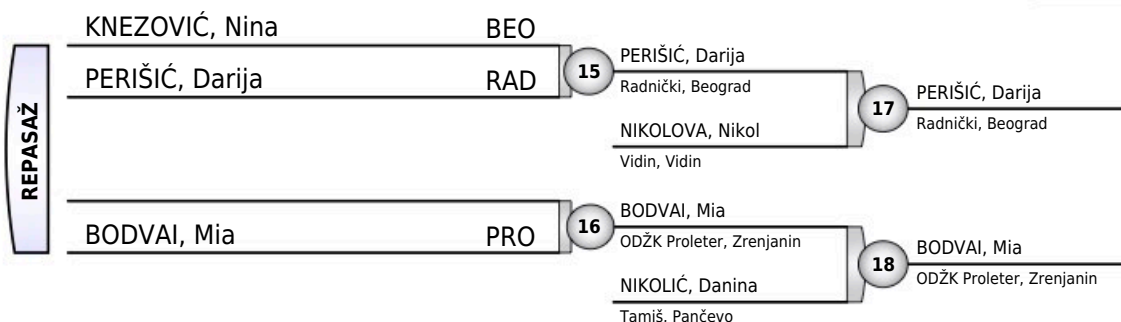 REPASAŽ
KNEZOVIĆ, Nina BEO
PERIŠIĆ, Darija RAD
15
PERIŠIĆ, Darija
Radnički, Beograd
NIKOLOVA, Nikol
Vidin, Vidin
17
PERIŠIĆ, Darija
Radnički, Beograd
BODVAI, Mia PRO
16
BODVAI, Mia
ODŽK Proleter, Zrenjanin
NIKOLIĆ, Danina
Tamiš, Pančevo
18
BODVAI, Mia
ODŽK Proleter, Zrenjanin